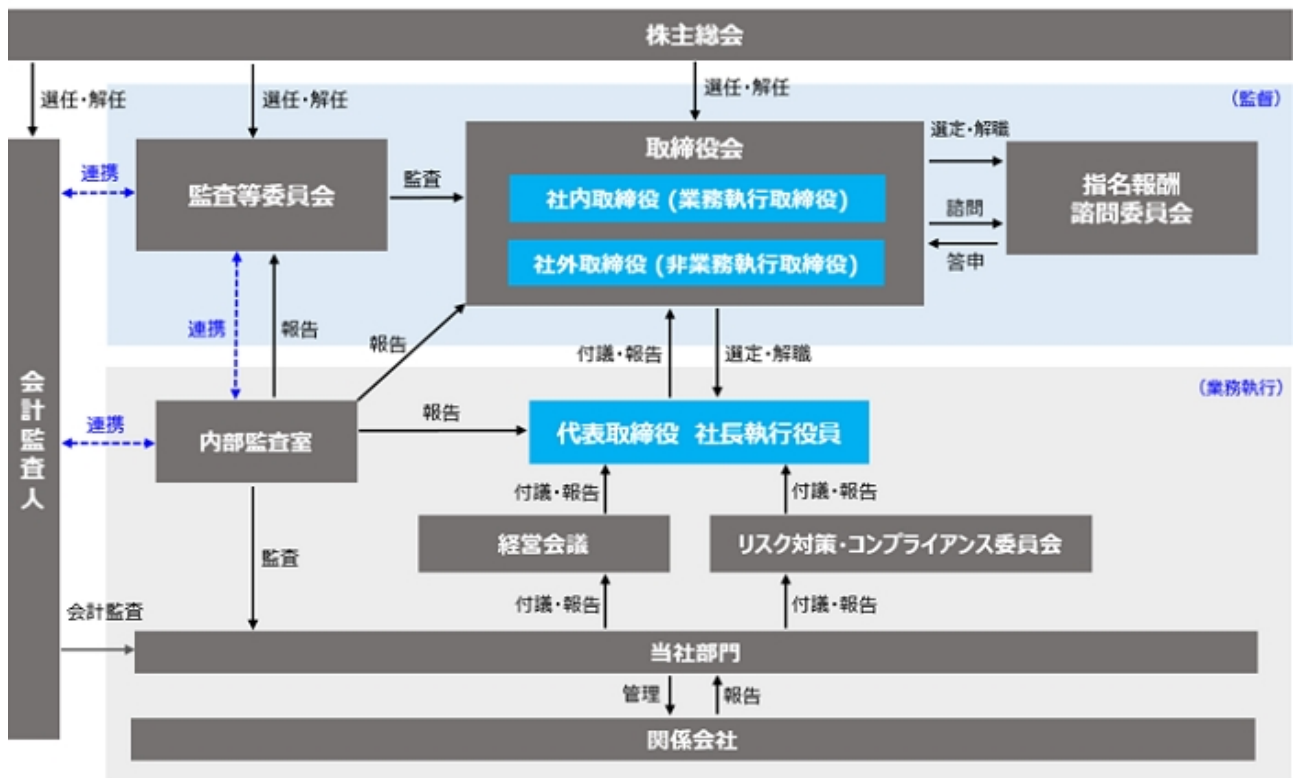 株主総会
選任・解任
選任・解任
選任・解任
(監督)
取締役会
選定・解職
連携
監査等委員会
監査
社内取締役 (業務執行取締役)
指名報酬
諮問委員会
諮問
社外取締役 (非業務執行取締役)
答申
連携
報告
報告
付議・報告
選定・解職
会計監査人
(業務執行)
連携
内部監査室
報告
代表取締役 社長執行役員
付議・報告
付議・報告
経営会議
リスク対策・コンプライアンス委員会
監査
会計監査
付議・報告
付議・報告
当社部門
管理
報告
関係会社